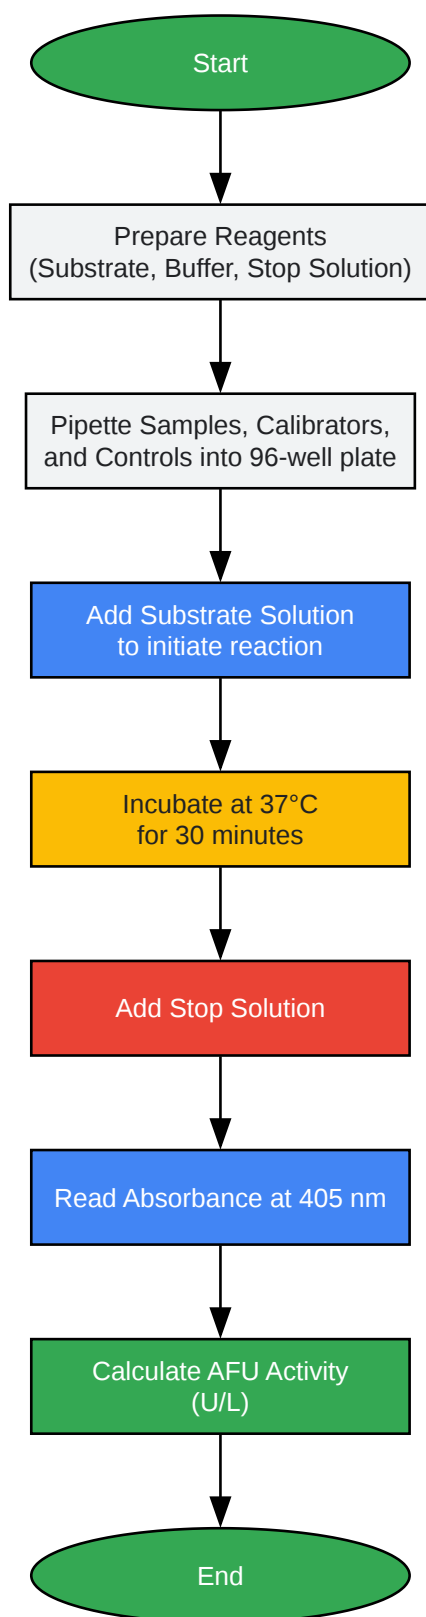 Start
Prepare Reagents
(Substrate, Buffer, Stop Solution)
Pipette Samples, Calibrators,
and Controls into 96-well plate
Add Substrate Solution
to initiate reaction
Incubate at 37°C
for 30 minutes
Add Stop Solution
Read Absorbance at 405 nm
Calculate AFU Activity
(U/L)
End